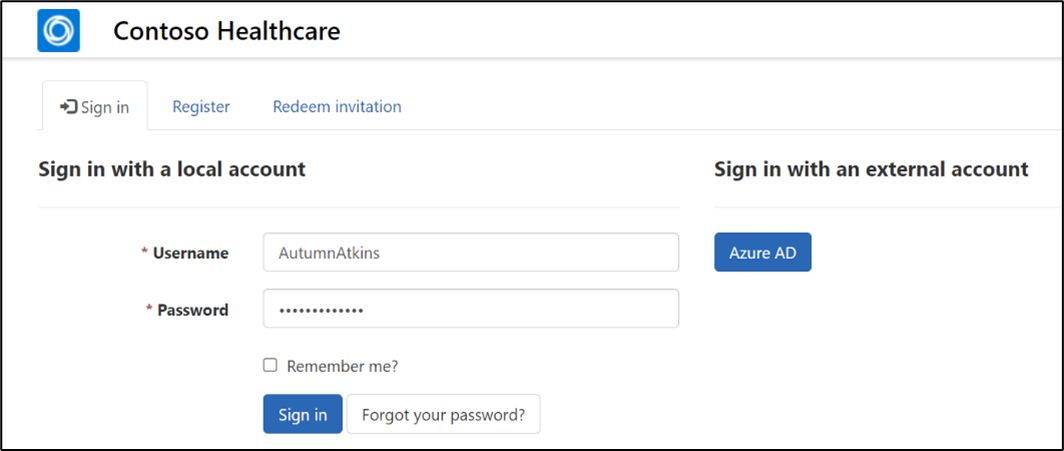 Contoso Healthcare
Sign in Register Redeem invitation
Sign in with a local account
Sign in with an external account
* Username AutumnAtkins
Azure AD
* Password •••••••••••••
Remember me?
Sign in Forgot your password?